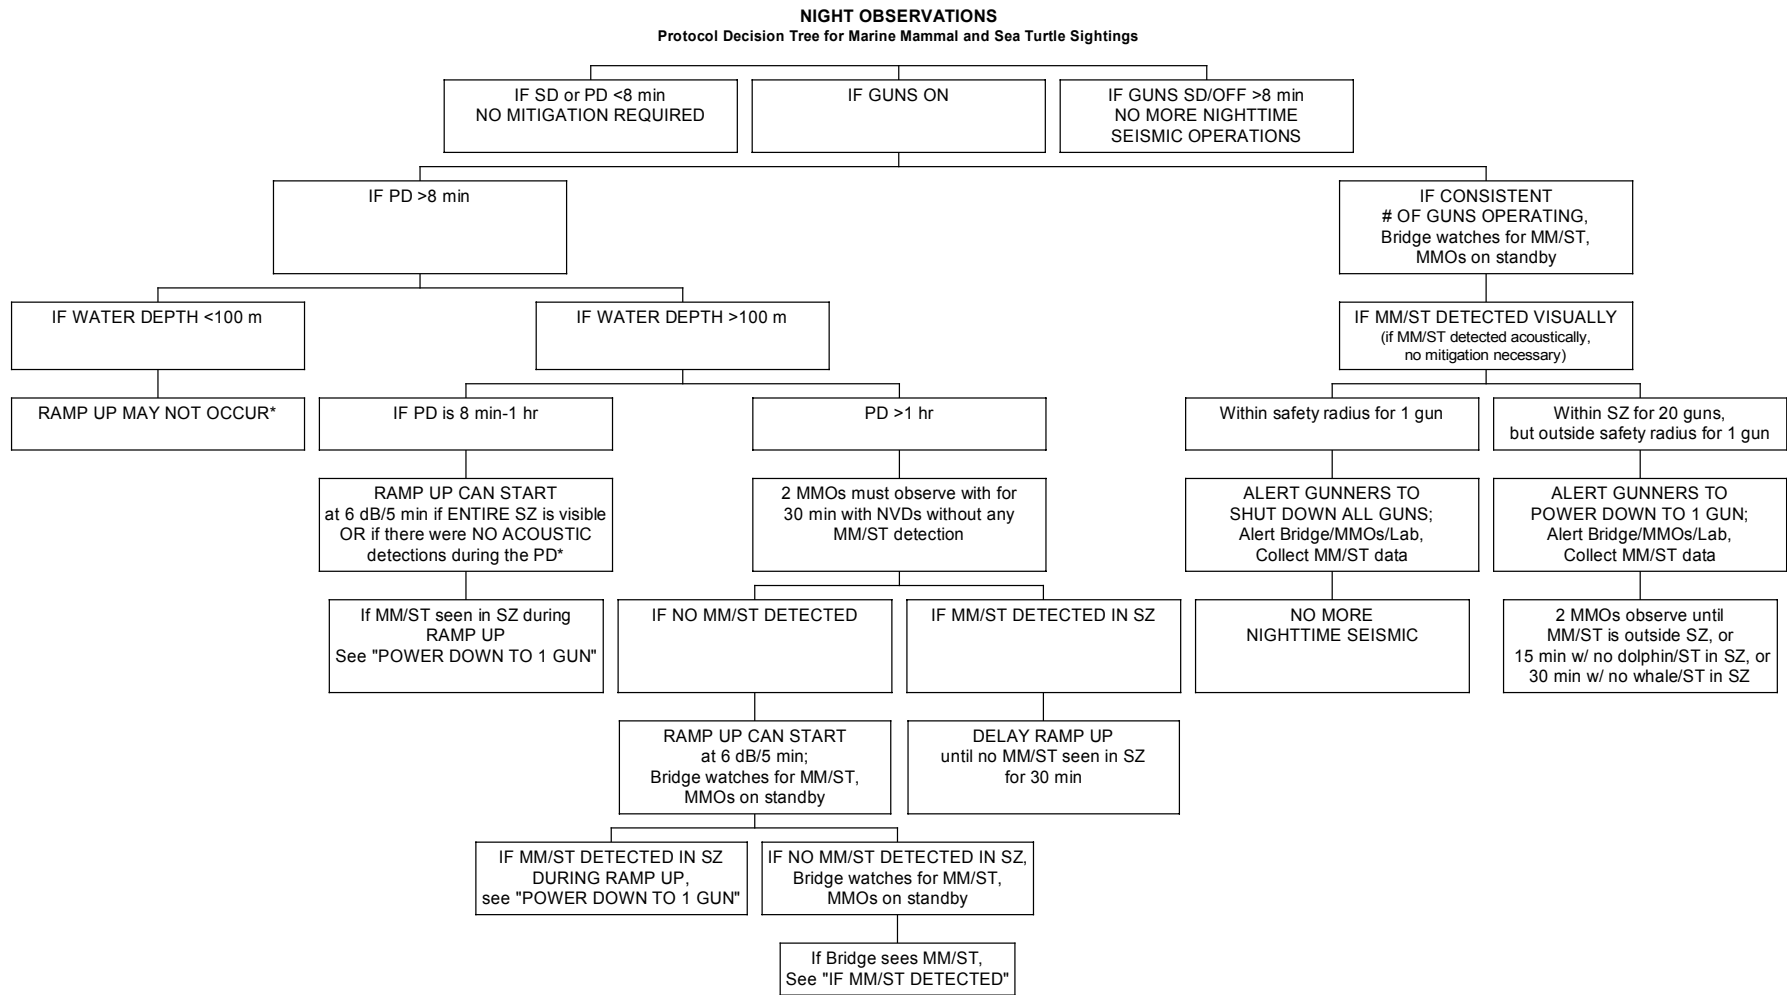 NIGHT OBSERVATIONS
Protocol Decision Tree for Marine Mammal and Sea Turtle Sightings
IF SD or PD <8 min
NO MITIGATION REQUIRED
IF GUNS ON
IF GUNS SD/OFF >8 min
NO MORE NIGHTTIME
SEISMIC OPERATIONS
IF PD >8 min
IF CONSISTENT
# OF GUNS OPERATING,
Bridge watches for MM/ST,
MMOs on standby
IF WATER DEPTH <100 m
IF WATER DEPTH >100 m
IF MM/ST DETECTED VISUALLY
(if MM/ST detected acoustically,
no mitigation necessary)
RAMP UP MAY NOT OCCUR*
IF PD is 8 min-1 hr
PD >1 hr
Within safety radius for 1 gun
Within SZ for 20 guns,
but outside safety radius for 1 gun
RAMP UP CAN START
at 6 dB/5 min if ENTIRE SZ is visible
OR if there were NO ACOUSTIC
detections during the PD*
2 MMOs must observe with for
30 min with NVDs without any
MM/ST detection
ALERT GUNNERS TO
SHUT DOWN ALL GUNS;
Alert Bridge/MMOs/Lab,
Collect MM/ST data
ALERT GUNNERS TO
POWER DOWN TO 1 GUN;
Alert Bridge/MMOs/Lab,
Collect MM/ST data
If MM/ST seen in SZ during
RAMP UP
See "POWER DOWN TO 1 GUN"
IF NO MM/ST DETECTED
IF MM/ST DETECTED IN SZ
NO MORE
NIGHTTIME SEISMIC
2 MMOs observe until
MM/ST is outside SZ, or
15 min w/ no dolphin/ST in SZ, or
30 min w/ no whale/ST in SZ
RAMP UP CAN START
at 6 dB/5 min;
Bridge watches for MM/ST,
MMOs on standby
DELAY RAMP UP
until no MM/ST seen in SZ
for 30 min
IF MM/ST DETECTED IN SZ
DURING RAMP UP,
see "POWER DOWN TO 1 GUN"
IF NO MM/ST DETECTED IN SZ,
Bridge watches for MM/ST,
MMOs on standby
If Bridge sees MM/ST,
See "IF MM/ST DETECTED"